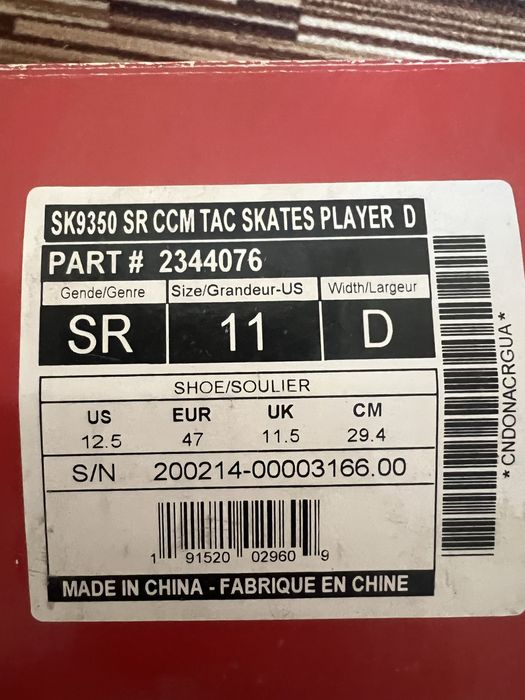 SK9350 SR CCM TAC SKATES PLAYER D
PART # 2344076
Gende/Genre Size/Grandeur-US Width/Largeur
SR 11 D
SHOE/SOULIER
US EUR UK CM
12.5 47 11.5 29.4
S/N 200214-00003166.00
1 91520 02960 9
MADE IN CHINA - FABRIQUE EN CHINE
* CNDONACRGUA *